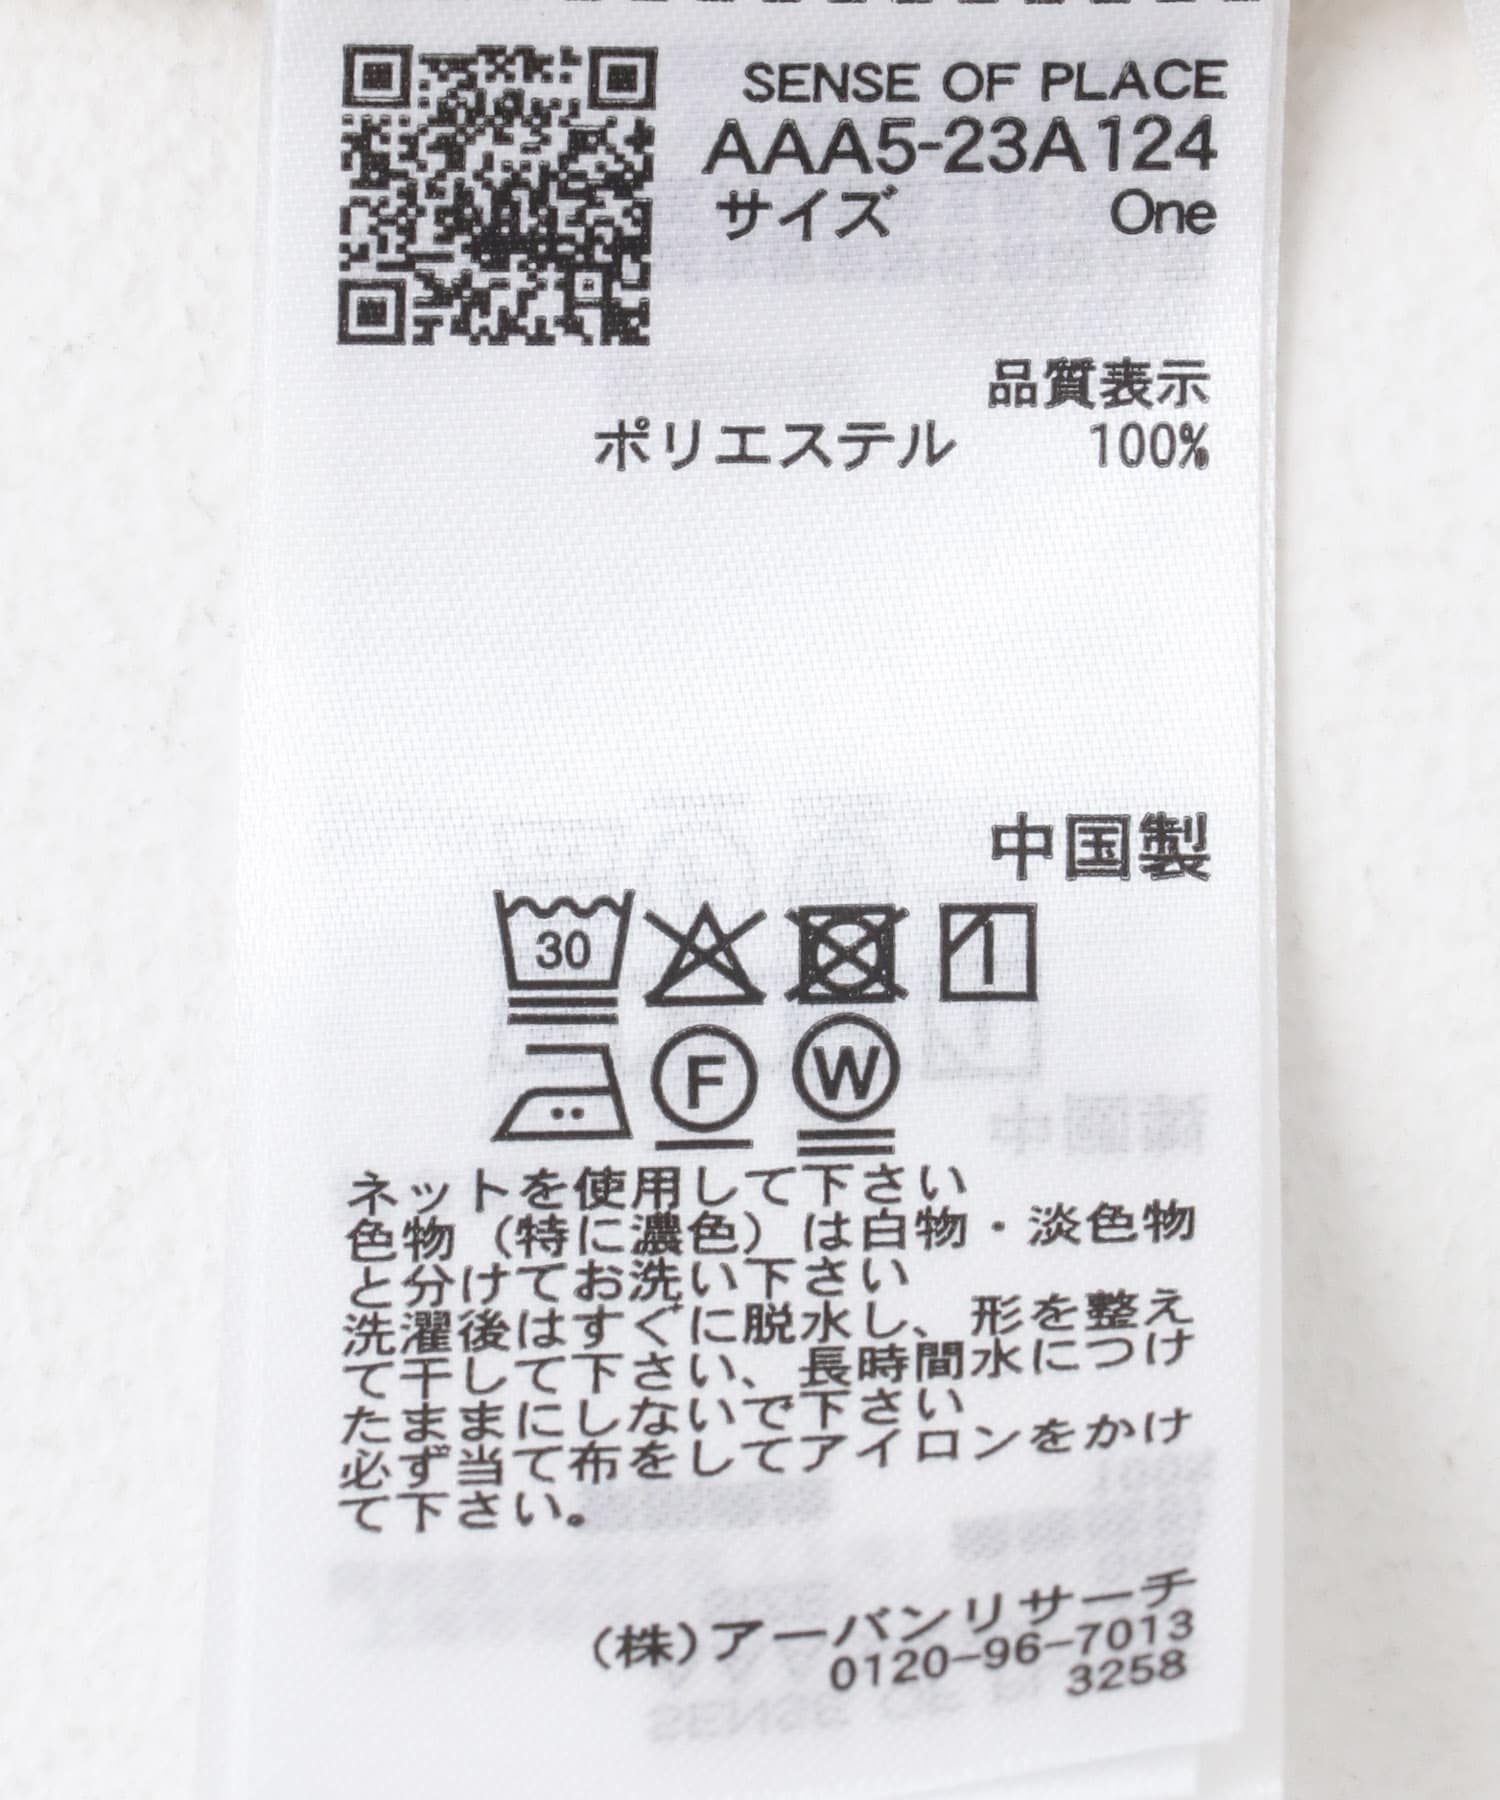 SENSE OF PLACE
AAA5-23A124
サイズ One
品質表示
ポリエステル 100%
中国製
30
F W
ネットを使用して下さい
色物（特に濃色）は白物・淡色物
と分けてお洗い下さい
洗濯後はすぐに脱水し、形を整え
て干して下さい、長時間水につけ
たままにしないで下さい
必ず当て布をしてアイロンをかけ
て下さい。
(株)アーバンリサーチ
0120-96-7013
3258